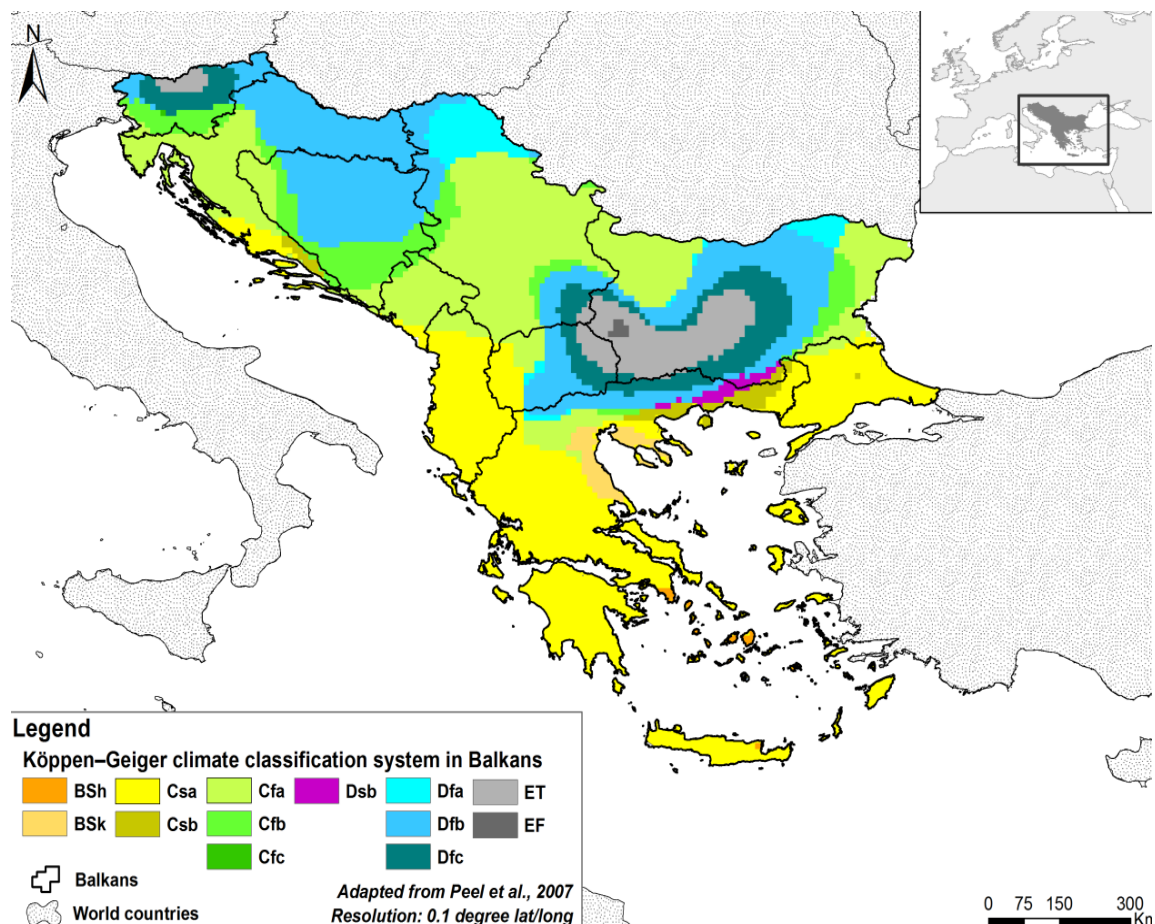 N
Legend
Köppen–Geiger climate classification system in Balkans
BSh Csa Cfa Dsb Dfa ET
BSk Csb Cfb Dfb EF
Cfc Dfc
Balkans
World countries
Adapted from Peel et al., 2007
Resolution: 0.1 degree lat/long
0 75 150 300
Km